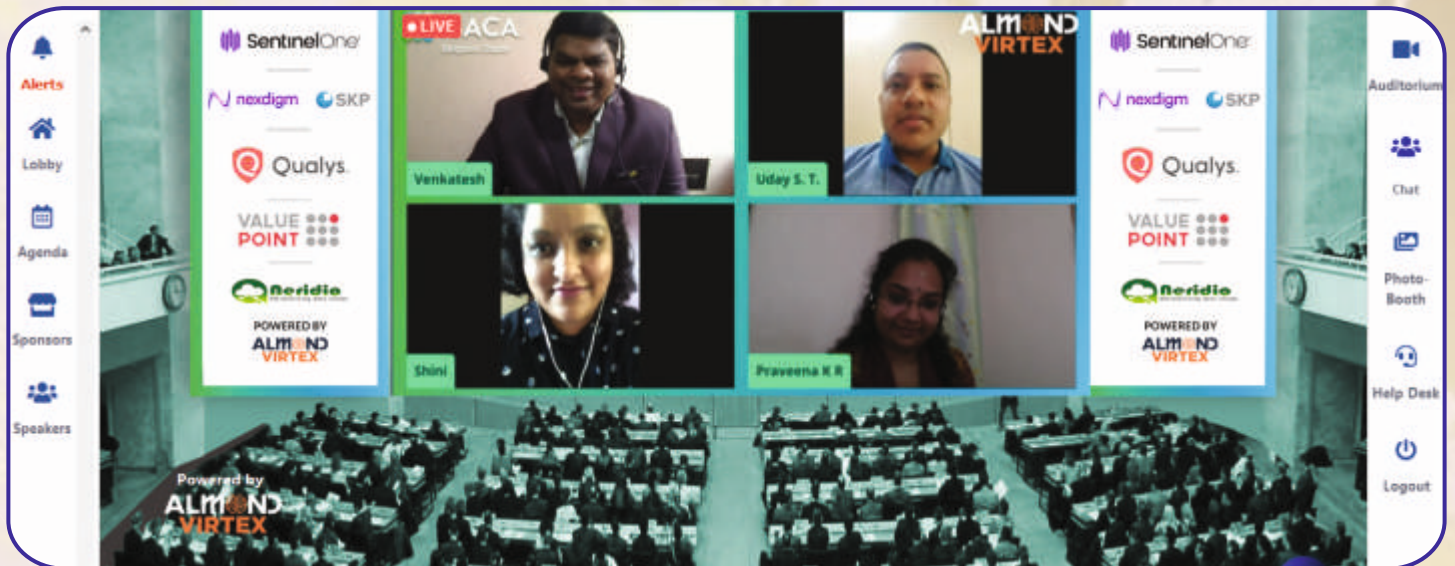 Alerts
Lobby
Agenda
Sponsors
Speakers
SentinelOne
nexdigm SKP
Qualys.
VALUE
POINT
Neridio
POWERED BY
ALMOND
VIRTEX
LIVE ACA
Venkatesh
ALMOND
VIRTEX
Uday S. T.
Shini
Praveena K R
SentinelOne
nexdigm SKP
Qualys.
VALUE
POINT
Neridio
POWERED BY
ALMOND
VIRTEX
Powered by
ALMOND
VIRTEX
Auditorium
Chat
Photo-
Booth
Help Desk
Logout